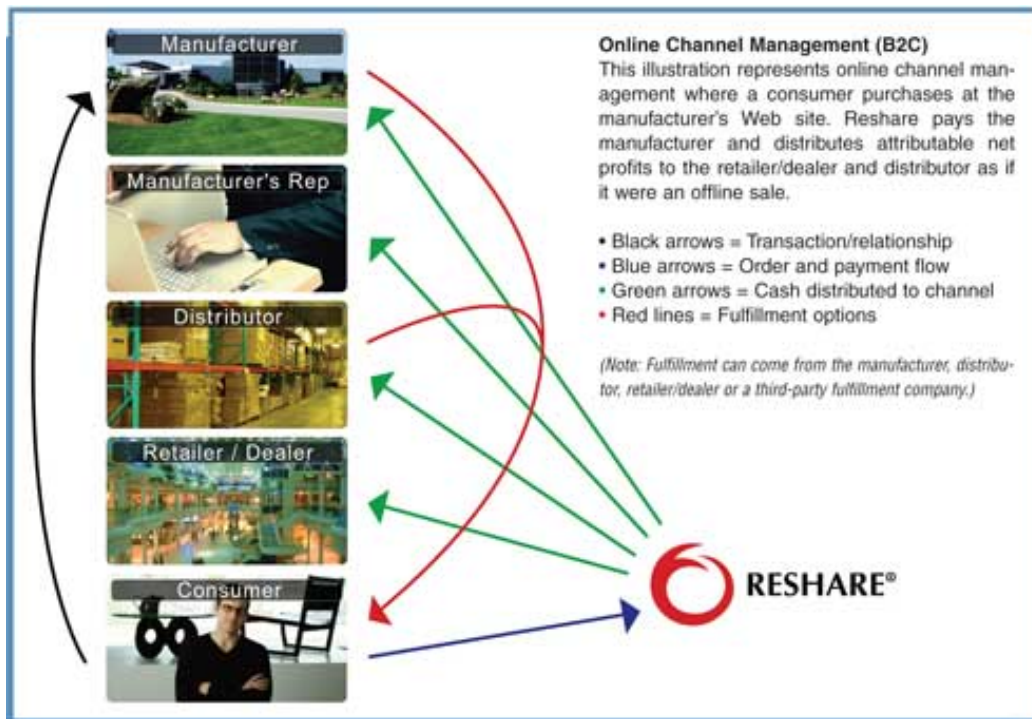 Manufacturer
Manufacturer's Rep
Distributor
Retailer / Dealer
Consumer
Online Channel Management (B2C)
This illustration represents online channel man-
agement where a consumer purchases at the
manufacturer's Web site. Reshare pays the
manufacturer and distributes attributable net
profits to the retailer/dealer and distributor as if
it were an offline sale.
• Black arrows = Transaction/relationship
• Blue arrows = Order and payment flow
• Green arrows = Cash distributed to channel
• Red lines = Fulfillment options
(Note: Fulfillment can come from the manufacturer, distribu-
tor, retailer/dealer or a third-party fulfillment company.)
RESHARE®